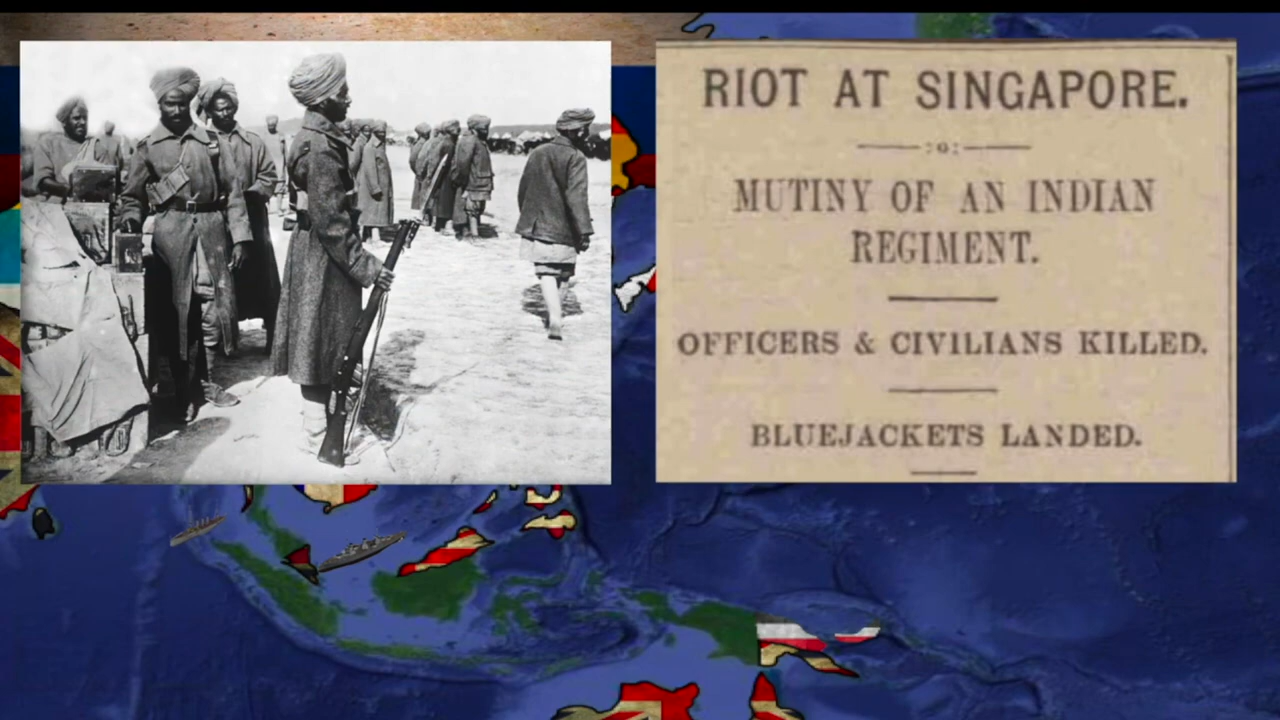 RIOT AT SINGAPORE.
:o:
MUTINY OF AN INDIAN
REGIMENT.
OFFICERS & CIVILIANS KILLED.
BLUEJACKETS LANDED.